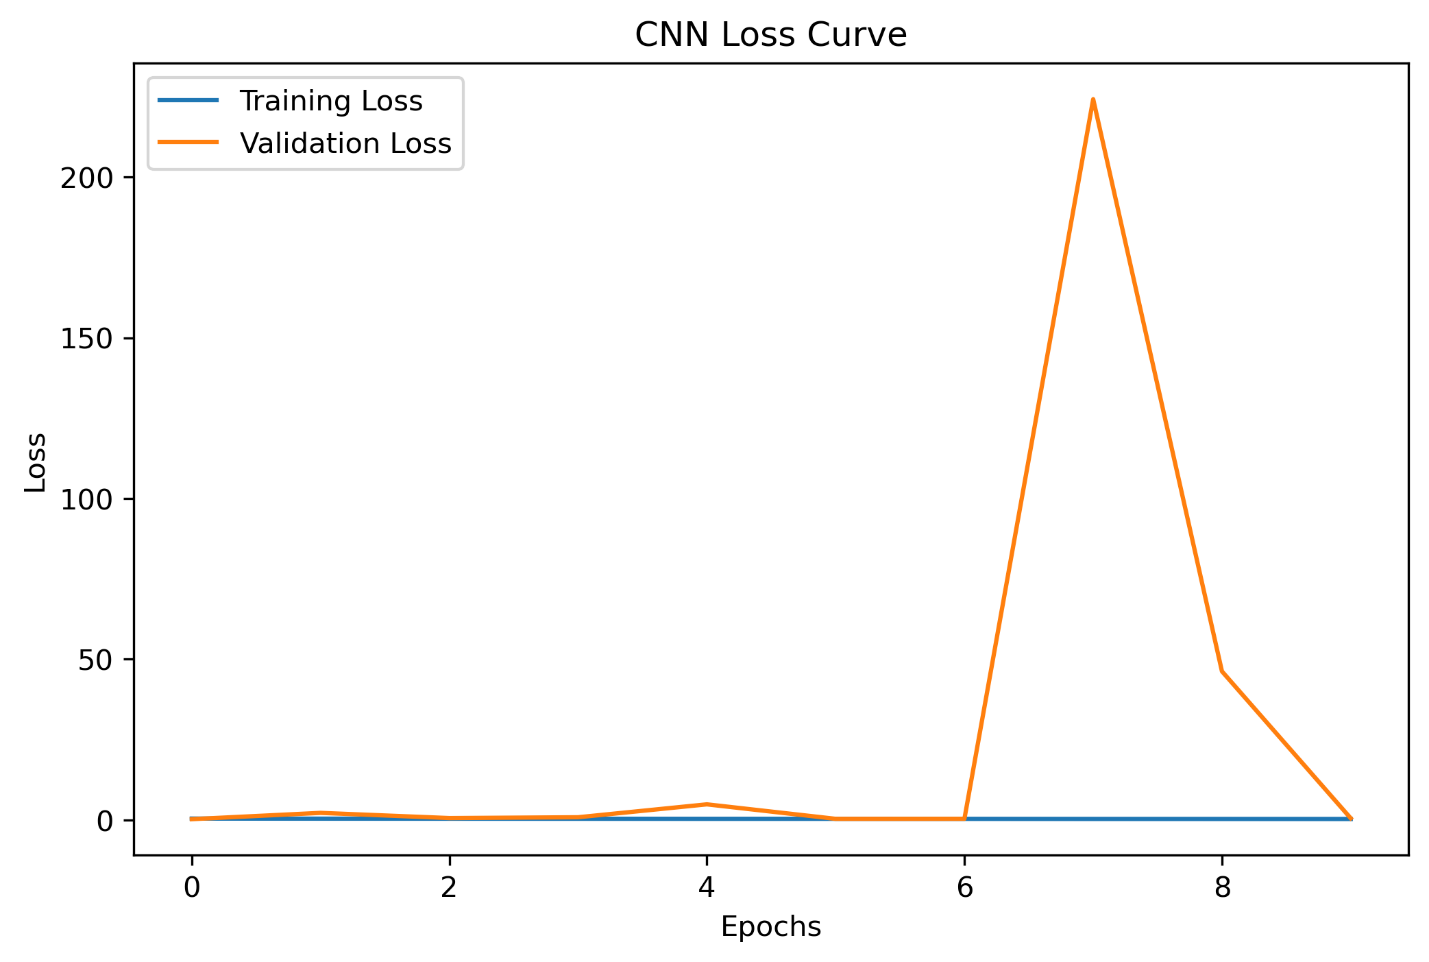 CNN Loss Curve
Training Loss
Validation Loss
200
150
100
50
0
Loss
0 2 4 6 8
Epochs